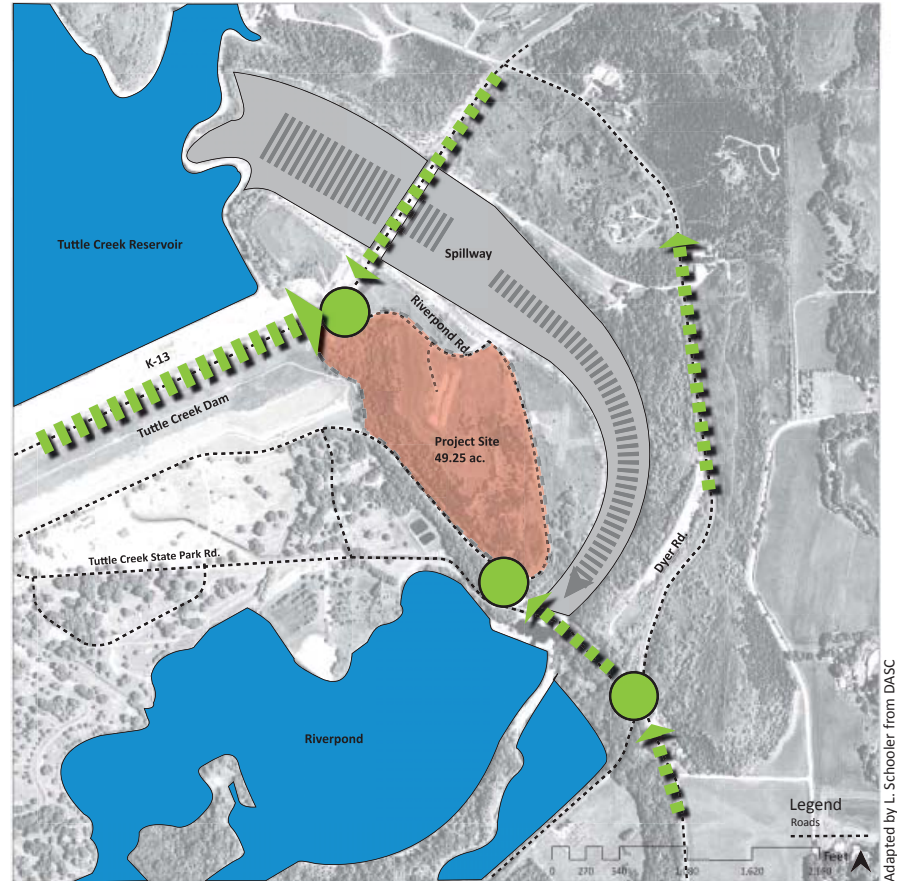 Tuttle Creek Reservoir
Spillway
Riverpond Rd.
K-13
Tuttle Creek Dam
Project Site
49.25 ac.
Tuttle Creek State Park Rd.
Dyer Rd.
Riverpond
Legend
Roads
Feet
0 270 540 1,080 1,620 2,160
Adapted by L. Schooler from DASC